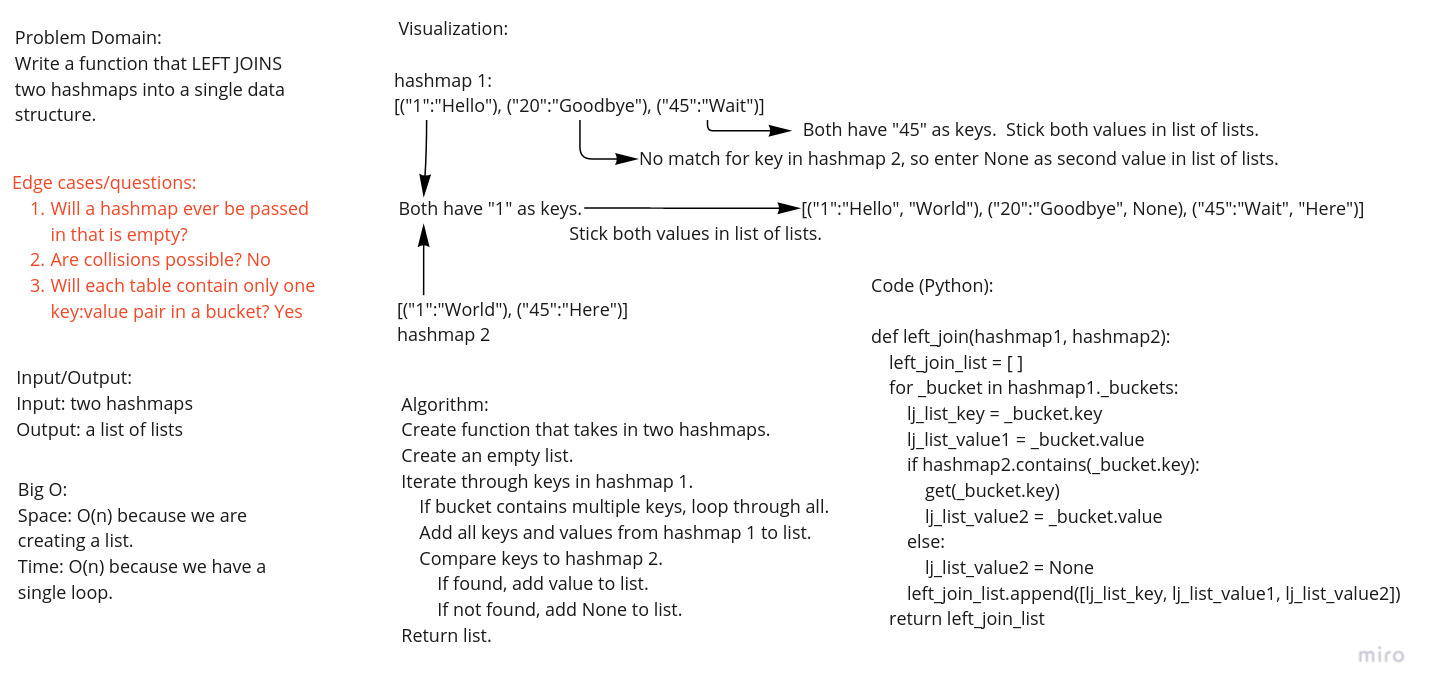 Problem Domain:
Write a function that LEFT JOINS
two hashmaps into a single data
structure.
Edge cases/questions:
1. Will a hashmap ever be passed
in that is empty?
2. Are collisions possible? No
3. Will each table contain only one
key:value pair in a bucket? Yes
Input/Output:
Input: two hashmaps
Output: a list of lists
Big O:
Space: O(n) because we are
creating a list.
Time: O(n) because we have a
single loop.
Visualization:
hashmap 1:
[("1":"Hello"), ("20":"Goodbye"), ("45":"Wait")]
Both have "45" as keys.  Stick both values in list of lists.
No match for key in hashmap 2, so enter None as second value in list of lists.
Both have "1" as keys.
[("1":"Hello", "World"), ("20":"Goodbye", None), ("45":"Wait", "Here")]
Stick both values in list of lists.
[("1":"World"), ("45":"Here")]
hashmap 2
Algorithm:
Create function that takes in two hashmaps.
Create an empty list.
Iterate through keys in hashmap 1.
If bucket contains multiple keys, loop through all.
Add all keys and values from hashmap 1 to list.
Compare keys to hashmap 2.
If found, add value to list.
If not found, add None to list.
Return list.
Code (Python):
def left_join(hashmap1, hashmap2):
left_join_list = [ ]
for _bucket in hashmap1._buckets:
lj_list_key = _bucket.key
lj_list_value1 = _bucket.value
if hashmap2.contains(_bucket.key):
get(_bucket.key)
lj_list_value2 = _bucket.value
else:
lj_list_value2 = None
left_join_list.append([lj_list_key, lj_list_value1, lj_list_value2])
return left_join_list
miro